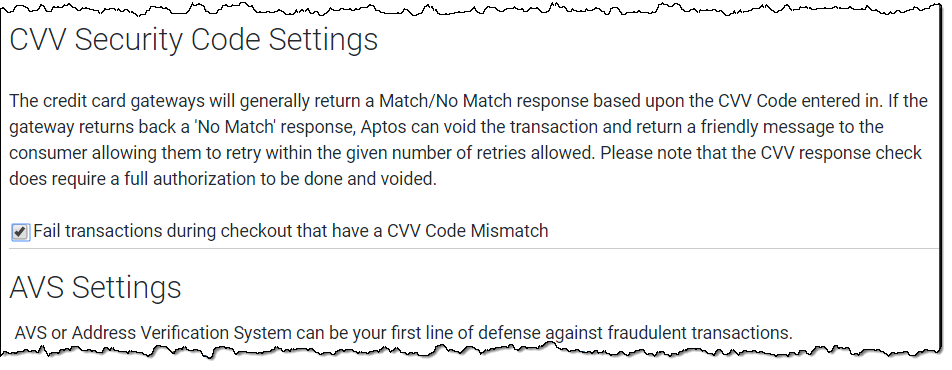 CVV Security Code Settings
The credit card gateways will generally return a Match/No Match response based upon the CVV Code entered in. If the
gateway returns back a 'No Match' response, Aptos can void the transaction and return a friendly message to the
consumer allowing them to retry within the given number of retries allowed. Please note that the CVV response check
does require a full authorization to be done and voided.
Fail transactions during checkout that have a CVV Code Mismatch
AVS Settings
AVS or Address Verification System can be your first line of defense against fraudulent transactions.